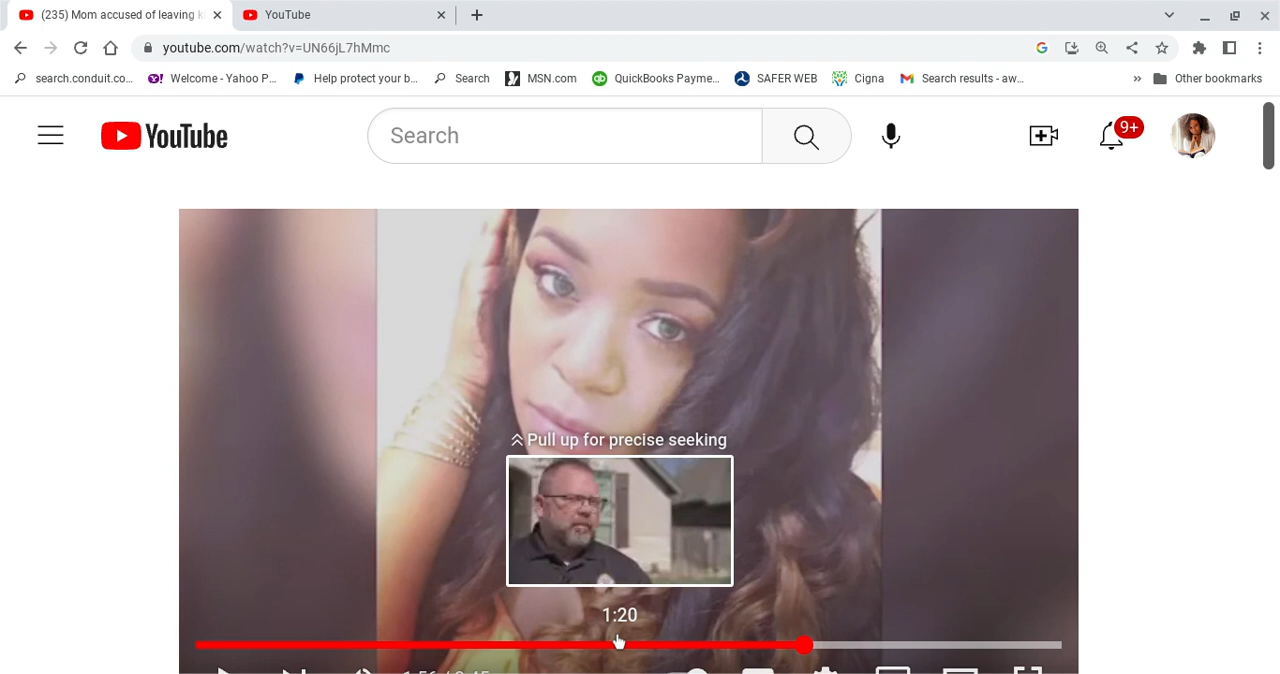 (235) Mom accused of leaving k
YouTube
youtube.com/watch?v=UN66jL7hMmc
search.conduit.co...
Welcome - Yahoo P...
Help protect your b...
Search
MSN.com
QuickBooks Payme...
SAFER WEB
Cigna
Search results - aw...
»
Other bookmarks
YouTube
Search
9+
Pull up for precise seeking
1:20